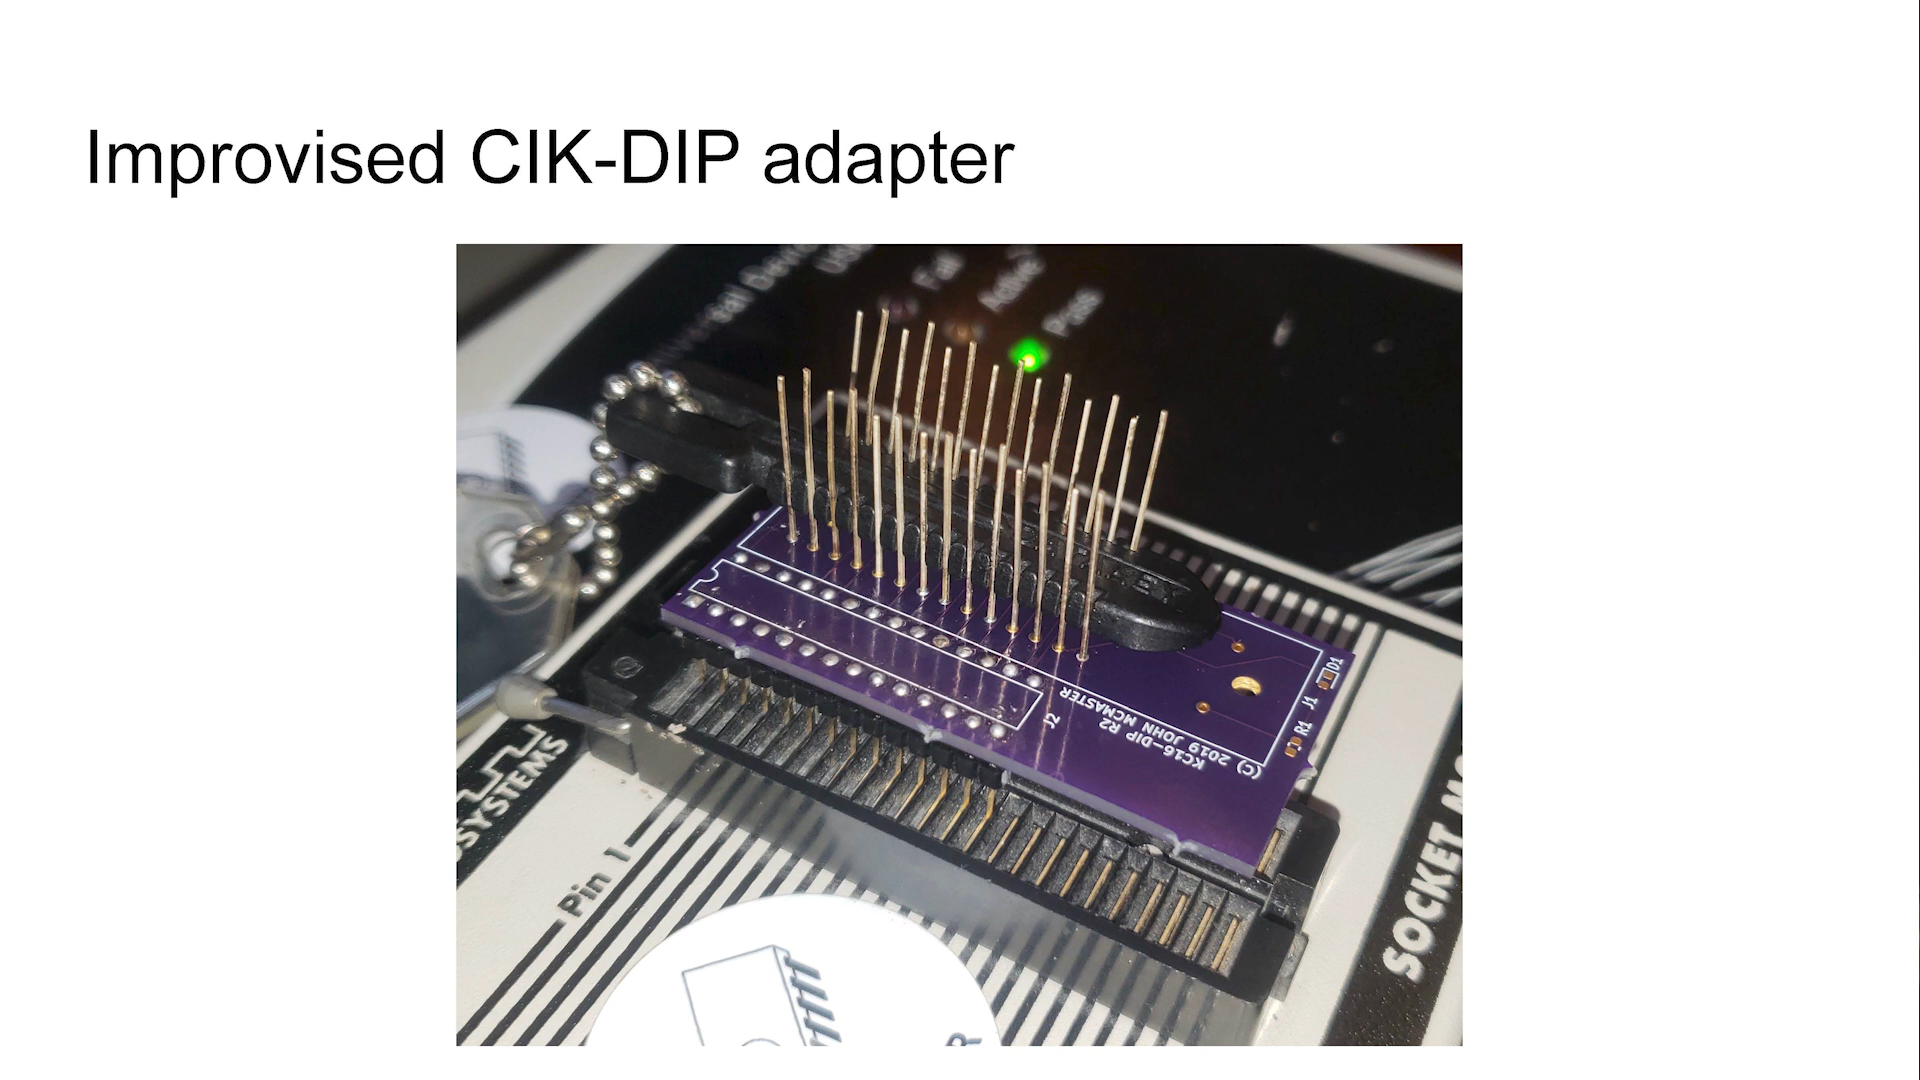 Improvised CIK-DIP adapter
Fail
Active
Pass
D1
J1
R1
J2
(C) 2019 JOHN MCMASTER
KC16-DIP R2
SYSTEMS
Pin 1
SOCKET